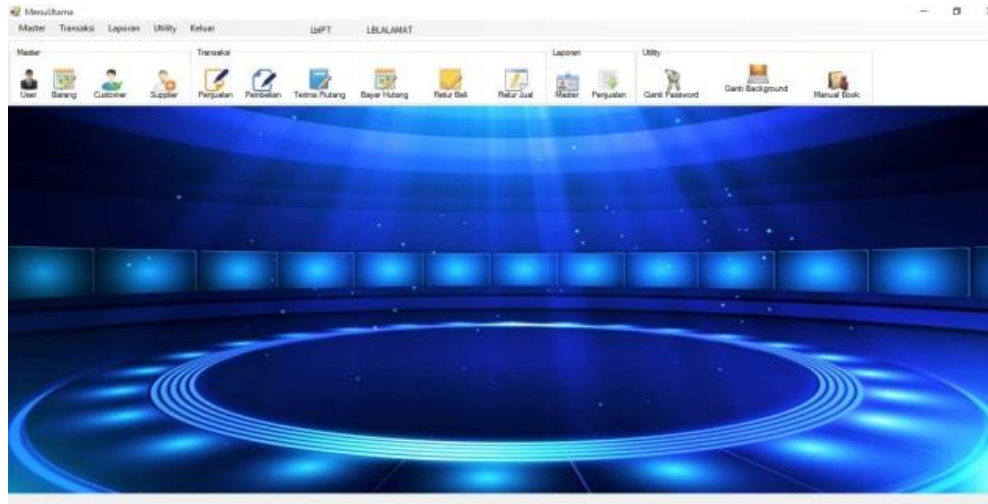 MenuUtama
Master Transaksi Laporan Utility Keluar LblPT LBLALAMAT
Master Transaksi Laporan Utility
User Barang Customer Supplier Penjualan Pembelian Terima Piutang Bayar Hutang Retur Beli Retur Jual Master Penjualan Ganti Password Ganti Background Manual Book